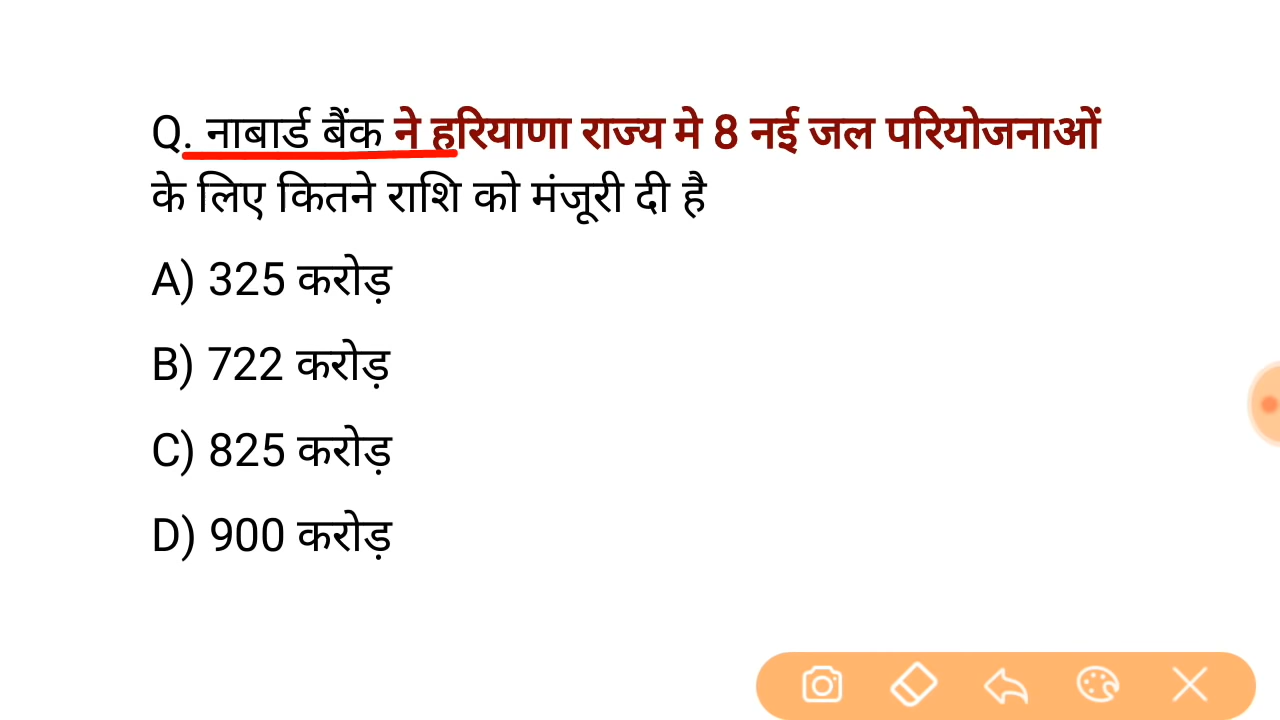 Q. नाबार्ड बैंक ने हरियाणा राज्य मे 8 नई जल परियोजनाओं
के लिए कितने राशि को मंजूरी दी है
A) 325 करोड़
B) 722 करोड़
C) 825 करोड़
D) 900 करोड़